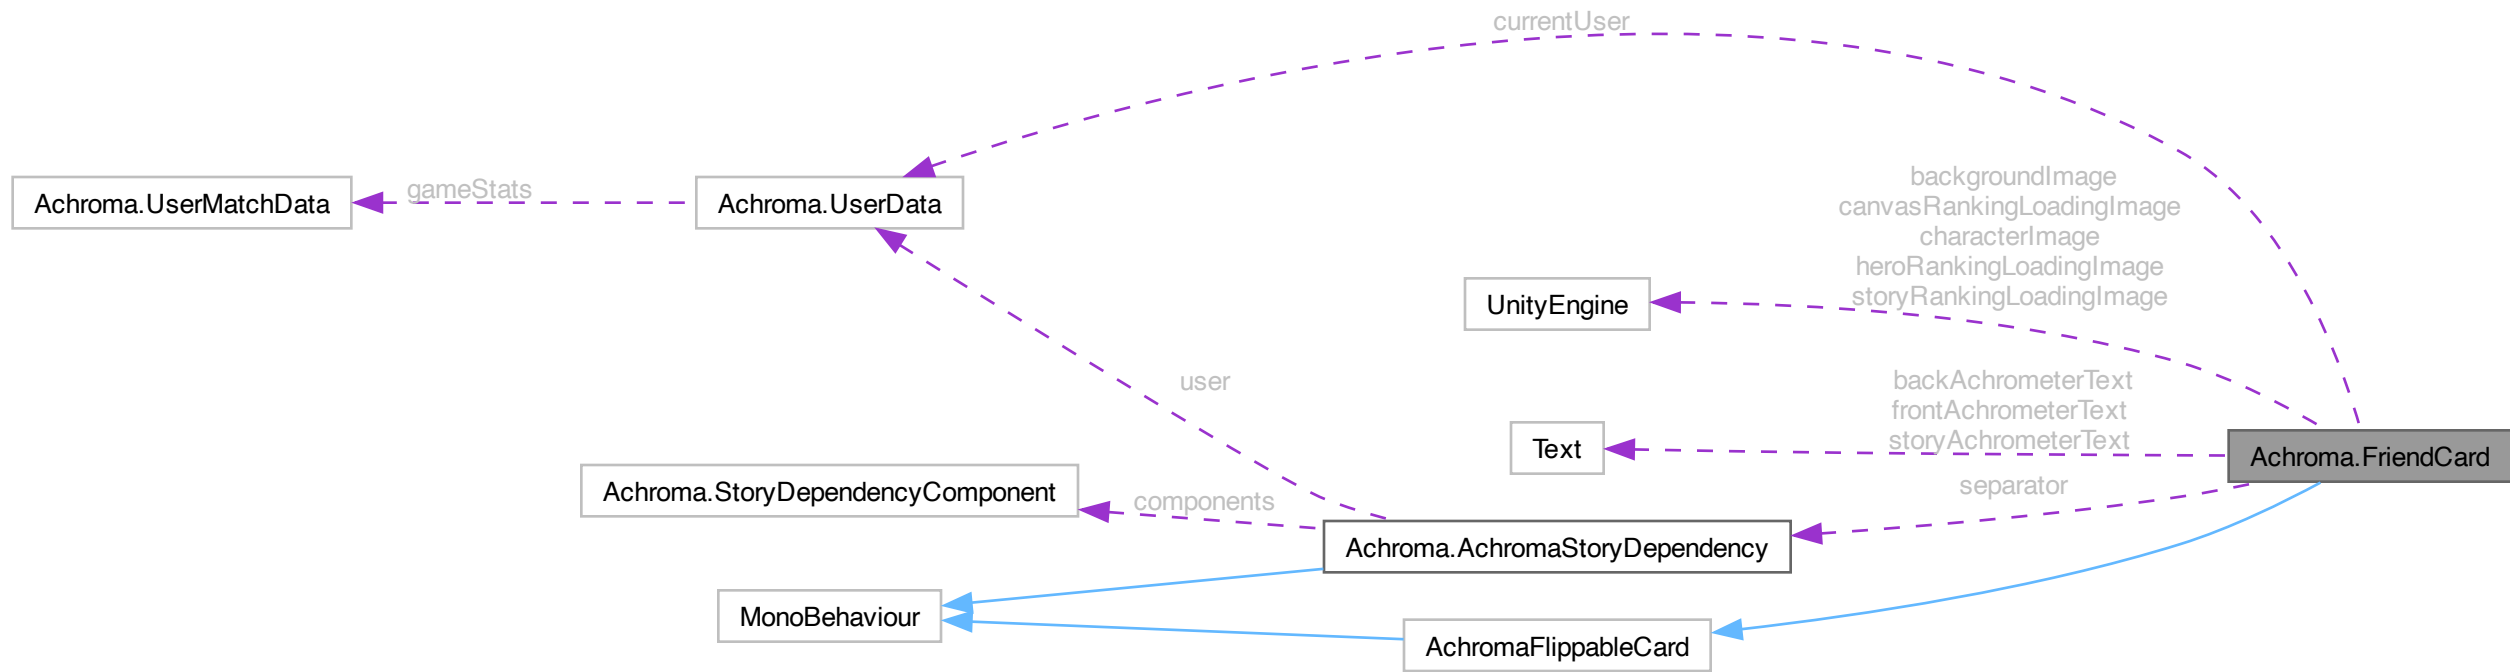 currentUser
backgroundImage
canvasRankingLoadingImage
characterImage
heroRankingLoadingImage
storyRankingLoadingImage
Achroma.UserMatchData
gameStats
Achroma.UserData
UnityEngine
user
backAchrometerText
frontAchrometerText
storyAchrometerText
Text
Achroma.FriendCard
separator
Achroma.StoryDependencyComponent
components
Achroma.AchromaStoryDependency
MonoBehaviour
AchromaFlippableCard